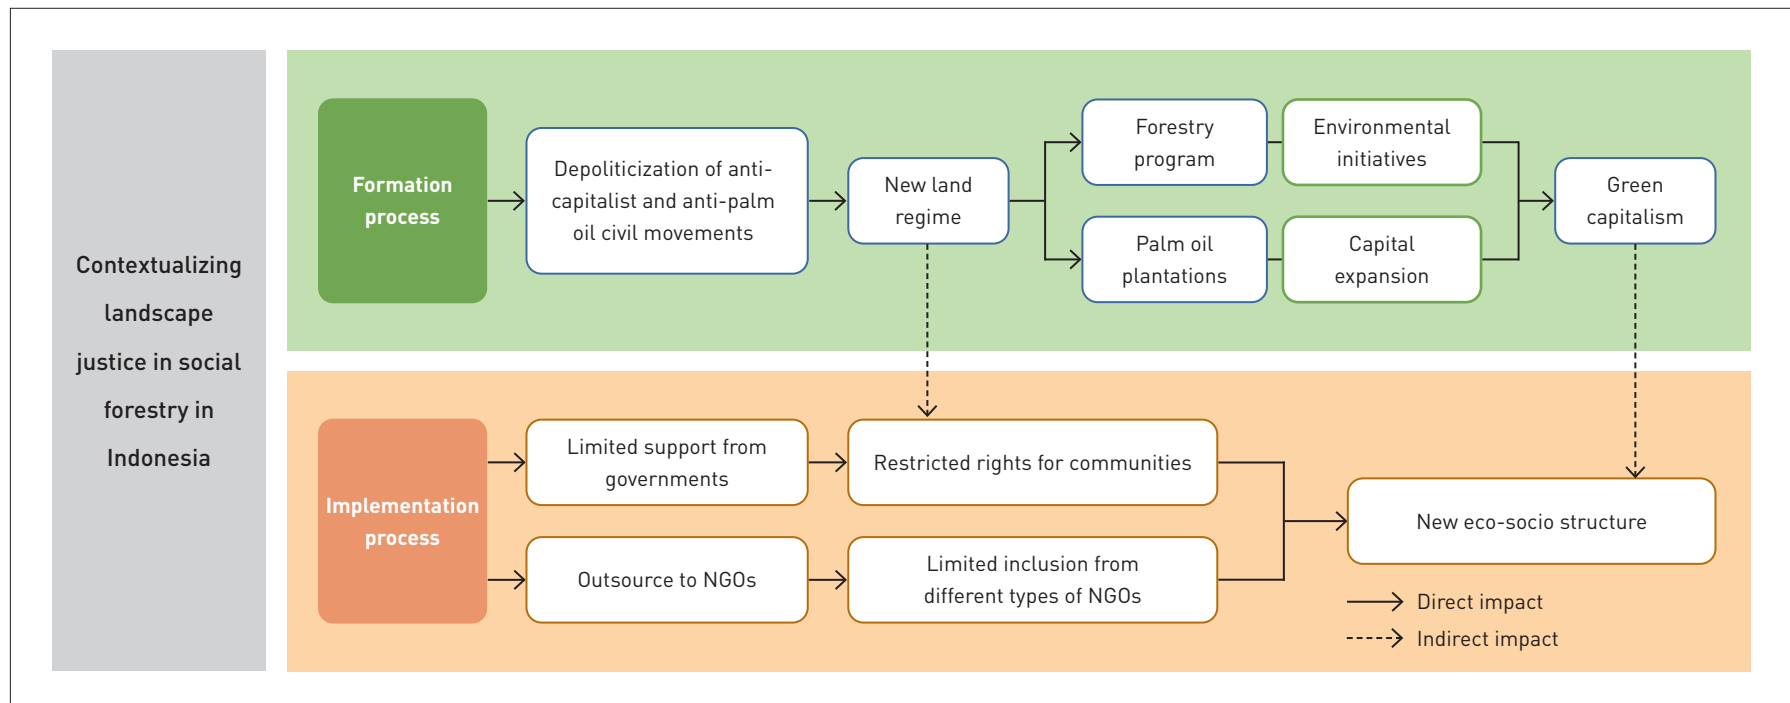 Contextualizing
landscape
justice in social
forestry in
Indonesia
Formation
process
Depoliticization of anti-
capitalist and anti-palm
oil civil movements
New land
regime
Forestry
program
Environmental
initiatives
Palm oil
plantations
Capital
expansion
Green
capitalism
Implementation
process
Limited support from
governments
Restricted rights for communities
Outsource to NGOs
Limited inclusion from
different types of NGOs
New eco-socio structure
Direct impact
Indirect impact